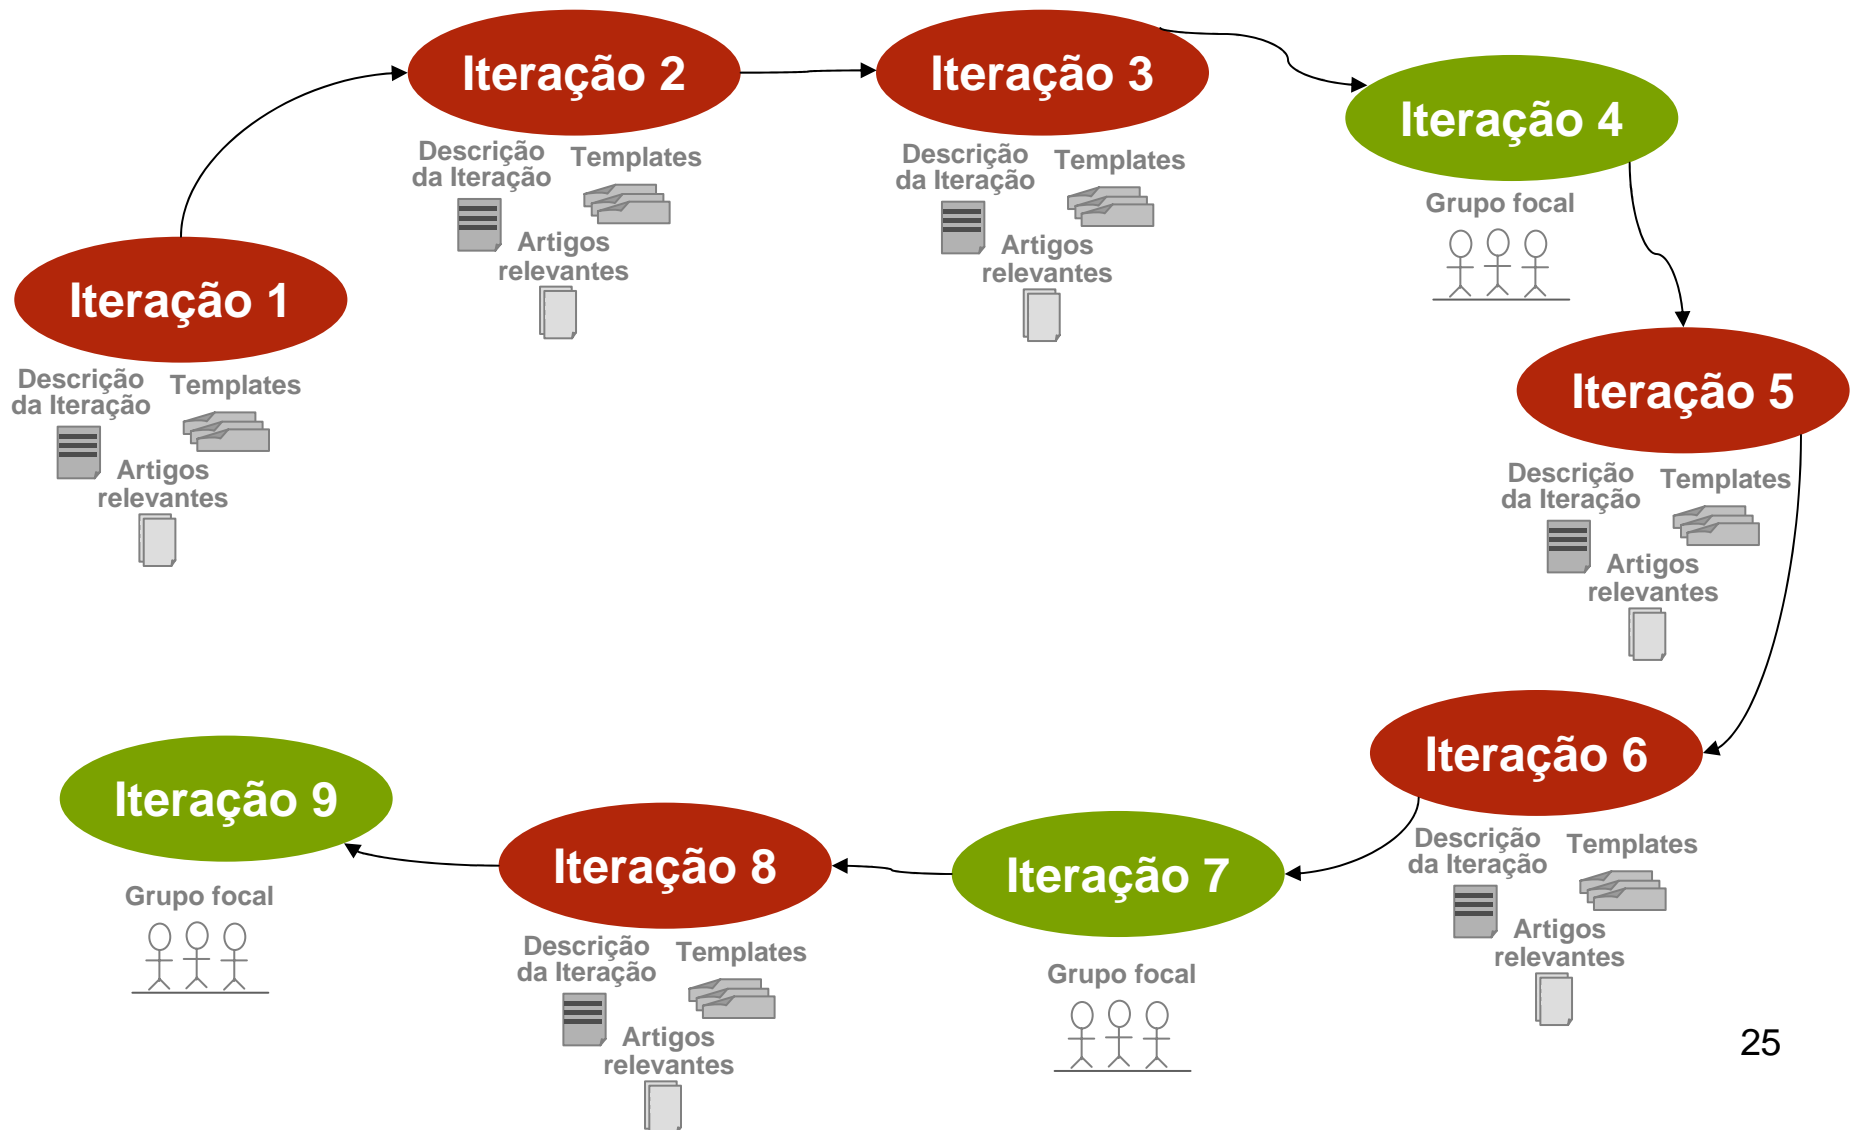 Iteração 1
Descrição
da Iteração
Templates
Artigos
relevantes
Iteração 2
Descrição
da Iteração
Templates
Artigos
relevantes
Iteração 3
Descrição
da Iteração
Templates
Artigos
relevantes
Iteração 4
Grupo focal
Iteração 5
Descrição
da Iteração
Templates
Artigos
relevantes
Iteração 6
Descrição
da Iteração
Templates
Artigos
relevantes
Iteração 7
Grupo focal
Iteração 8
Descrição
da Iteração
Templates
Artigos
relevantes
Iteração 9
Grupo focal
25